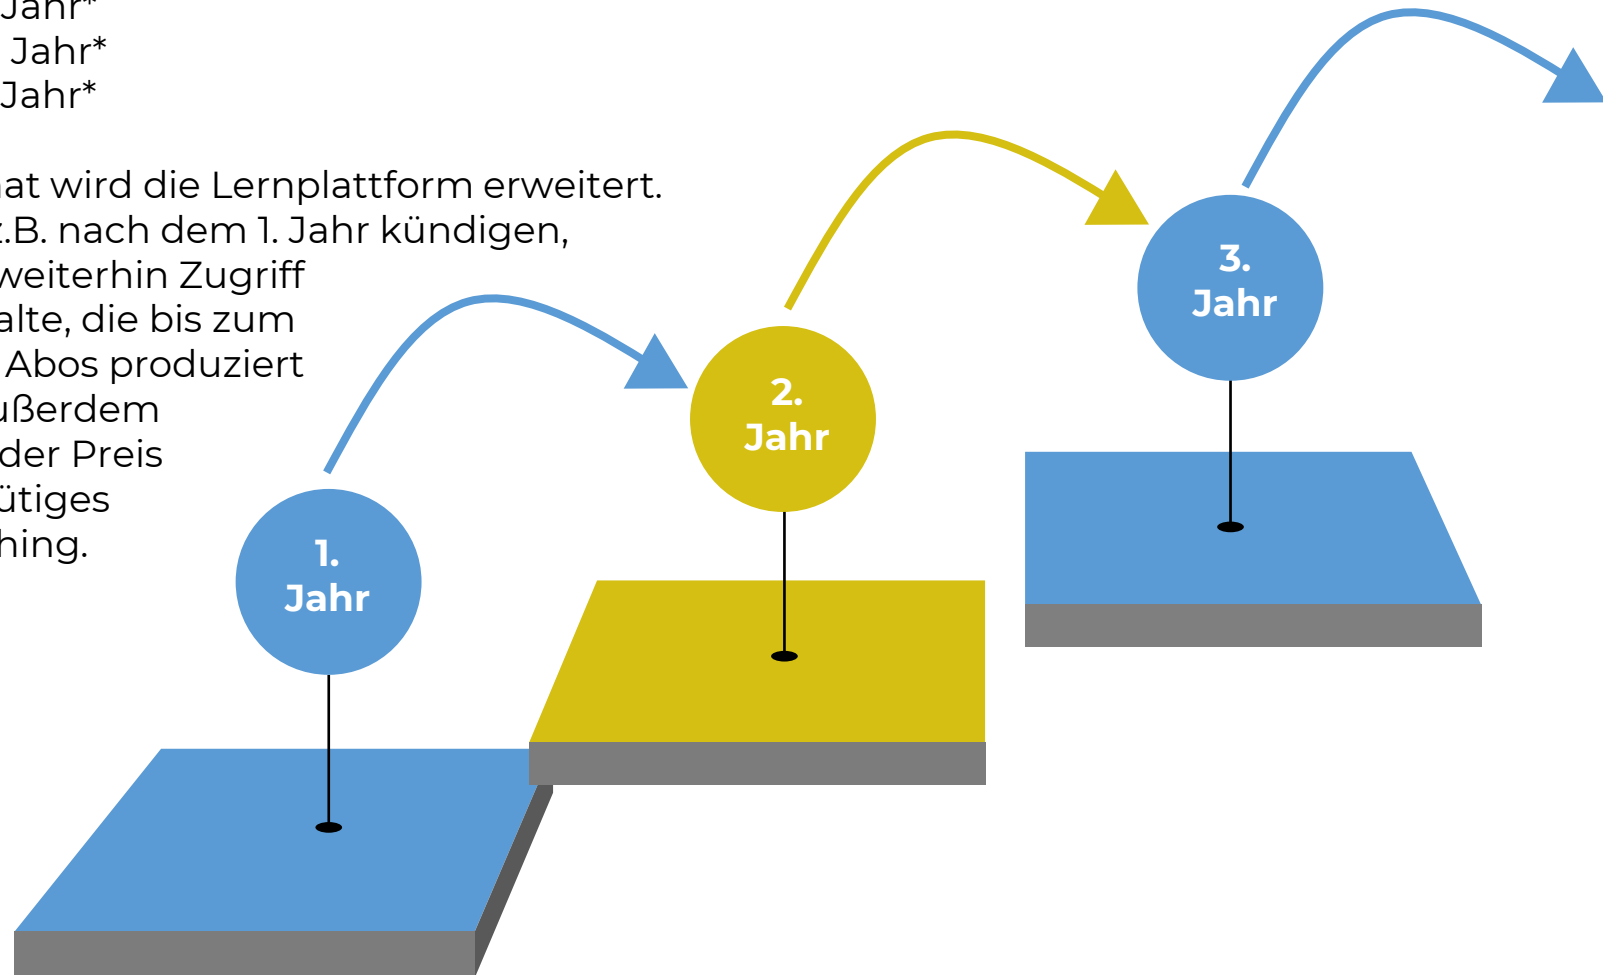 Jahr*
Jahr*
Jahr*
at wird die Lernplattform erweitert.
z.B. nach dem 1. Jahr kündigen,
weiterhin Zugriff
alte, die bis zum
Abos produziert
ußerdem
der Preis
ütiges
hing.
1.
Jahr
2.
Jahr
3.
Jahr